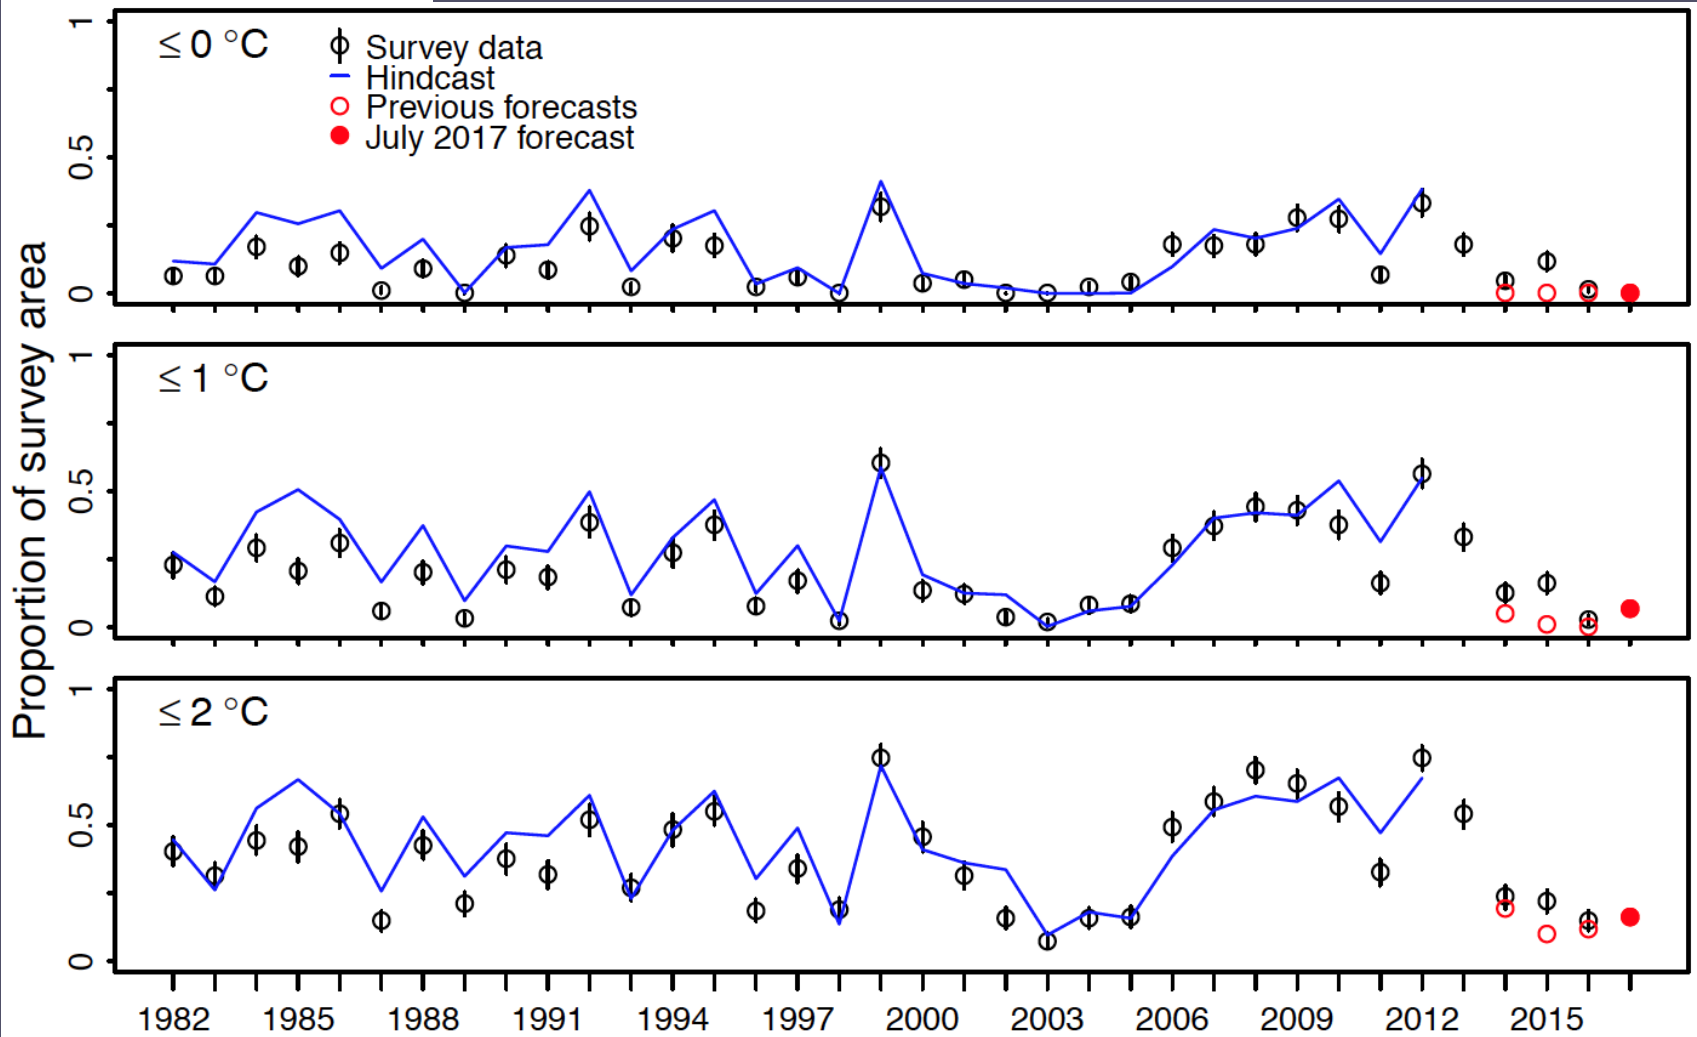 Proportion of survey area
≤ 0 °C
Survey data
Hindcast
Previous forecasts
July 2017 forecast
1
0.5
0
≤ 1 °C
1
0.5
0
≤ 2 °C
1
0.5
0
1982 1985 1988 1991 1994 1997 2000 2003 2006 2009 2012 2015